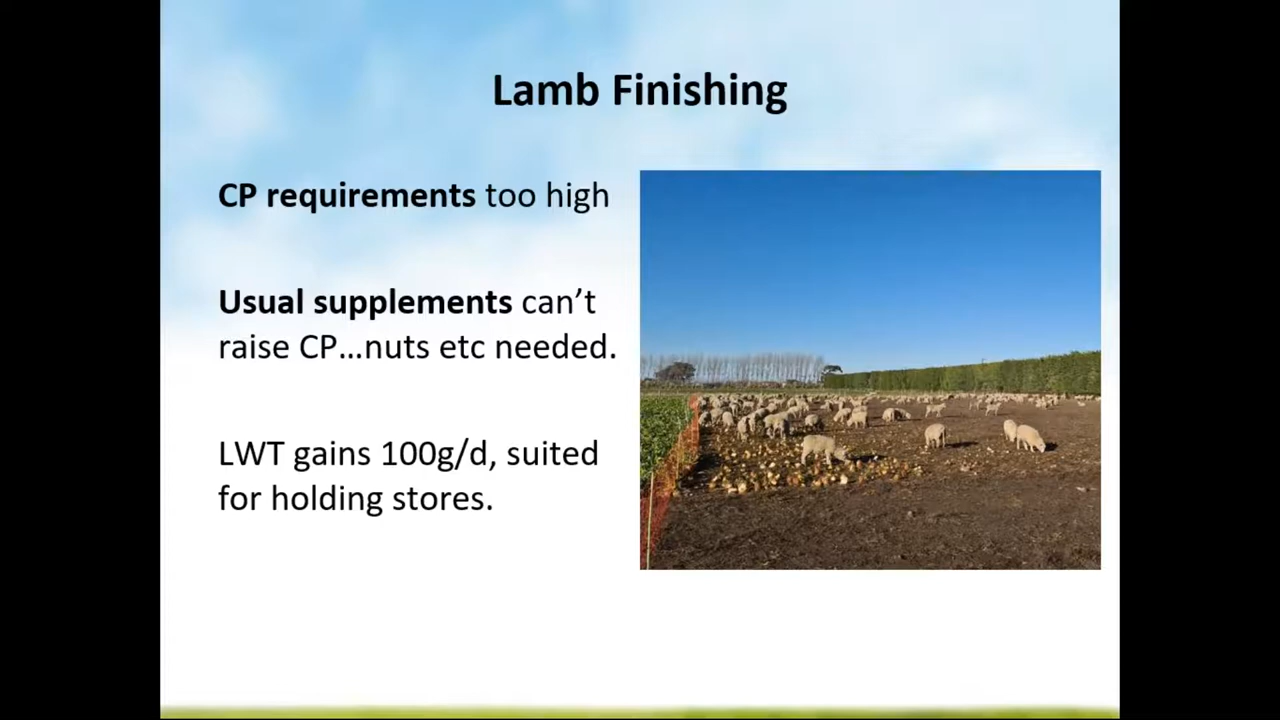 Lamb Finishing
CP requirements too high
Usual supplements can’t
raise CP…nuts etc needed.
LWT gains 100g/d, suited
for holding stores.